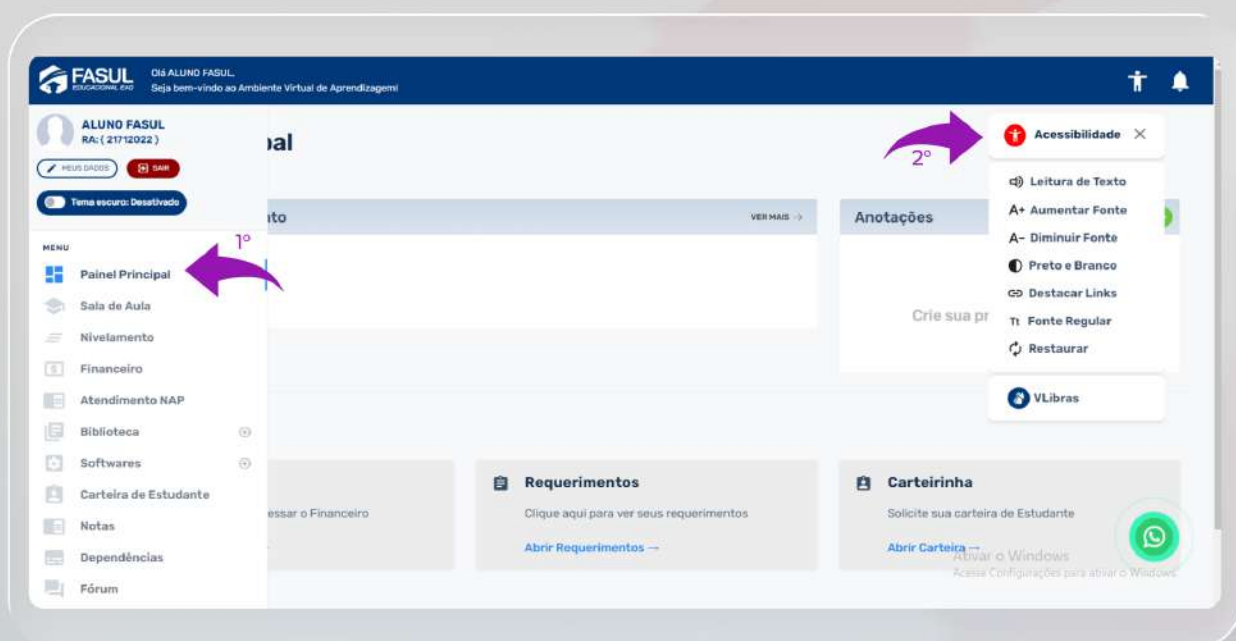 FASUL
EDUCACIONAL EAD
Olá ALUNO FASUL,
Seja bem-vindo ao Ambiente Virtual de Aprendizagem!
ALUNO FASUL
RA: ( 21712022 )
MEUS DADOS
SAIR
Tema escuro: Desativado
MENU
1º
Painel Principal
Sala de Aula
Nivelamento
Financeiro
Atendimento NAP
Biblioteca
Softwares
Carteira de Estudante
Notas
Dependências
Fórum
pal
nto
VER MAIS →
Anotações
Crie sua pr
2º
Acessibilidade
Leitura de Texto
A+ Aumentar Fonte
A- Diminuir Fonte
Preto e Branco
Destacar Links
Tt Fonte Regular
Restaurar
VLibras
essar o Financeiro
Requerimentos
Clique aqui para ver seus requerimentos
Abrir Requerimentos →
Carteirinha
Solicite sua carteira de Estudante
Abrir Carteira →
Ativar o Windows
Acesse Configurações para ativar o Windows.